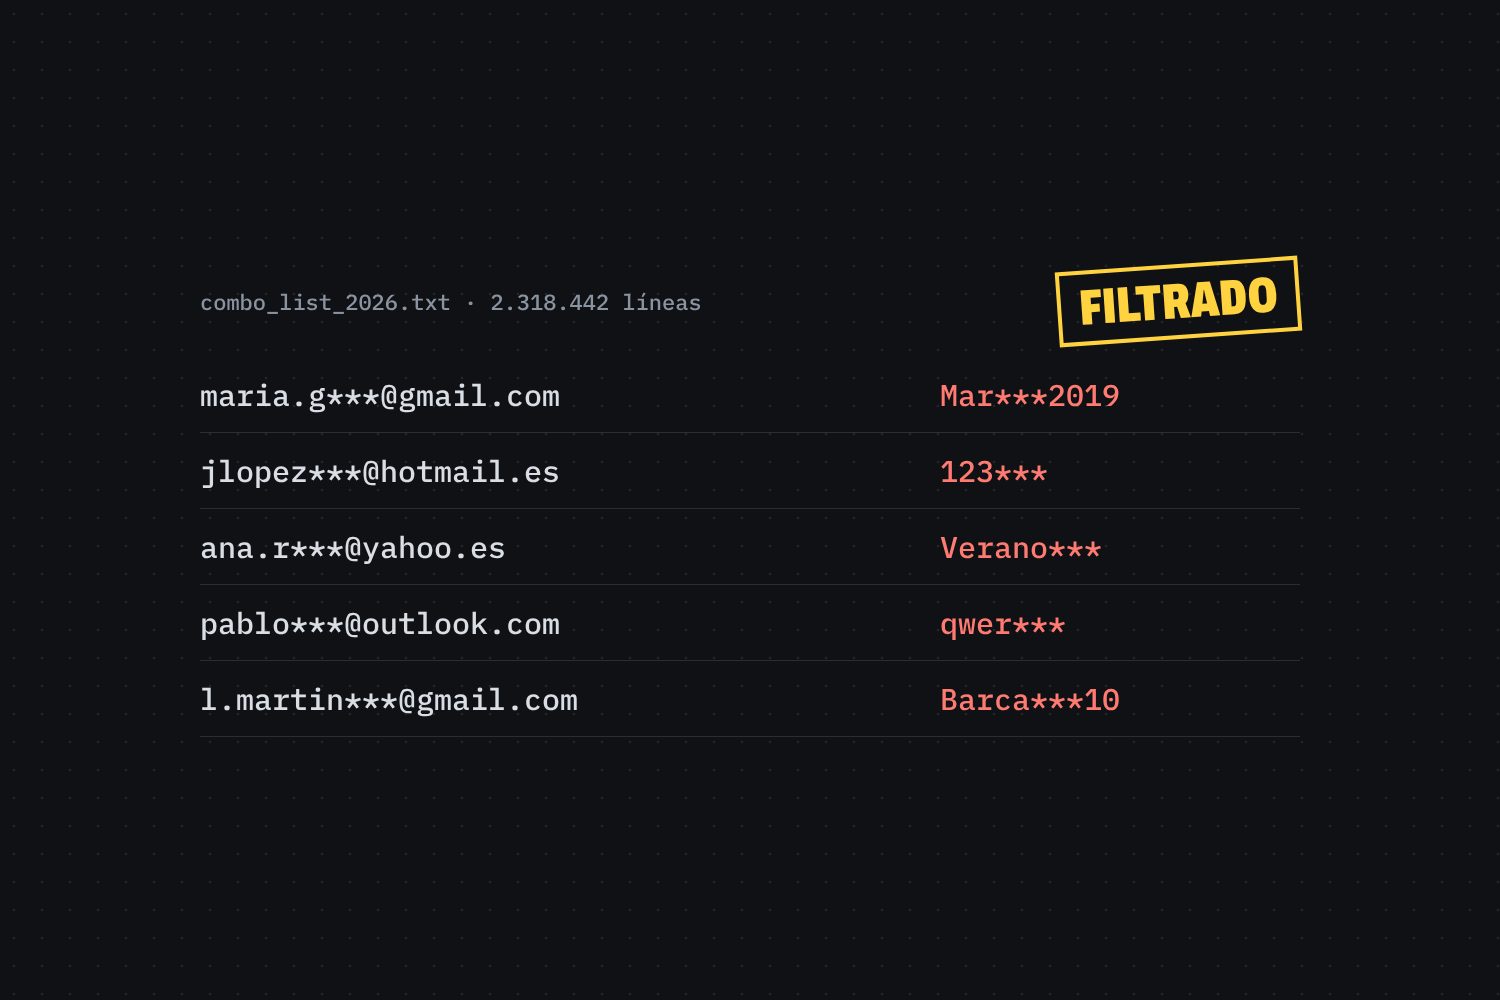 combo_list_2026.txt · 2.318.442 líneas
FILTRADO
maria.g***@gmail.com Mar***2019
jlopez***@hotmail.es 123***
ana.r***@yahoo.es Verano***
pablo***@outlook.com qwer***
l.martin***@gmail.com Barca***10